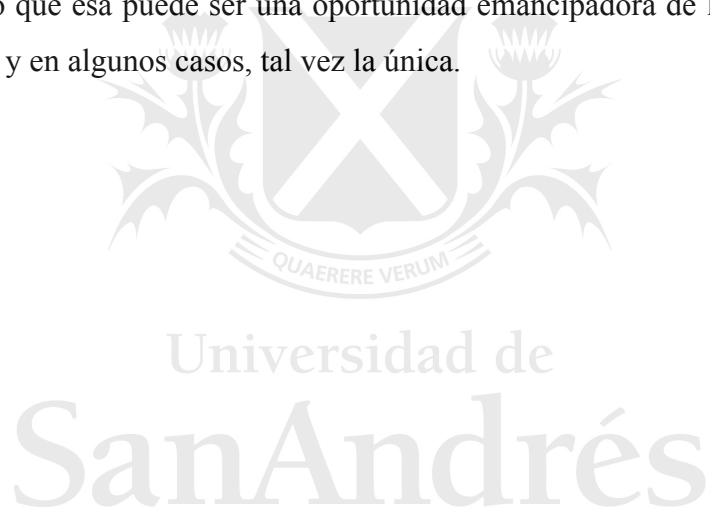 que esa puede ser una oportunidad emancipadora de
y en algunos casos, tal vez la única.
QUAERERE VERUM
Universidad de
SanAndrés